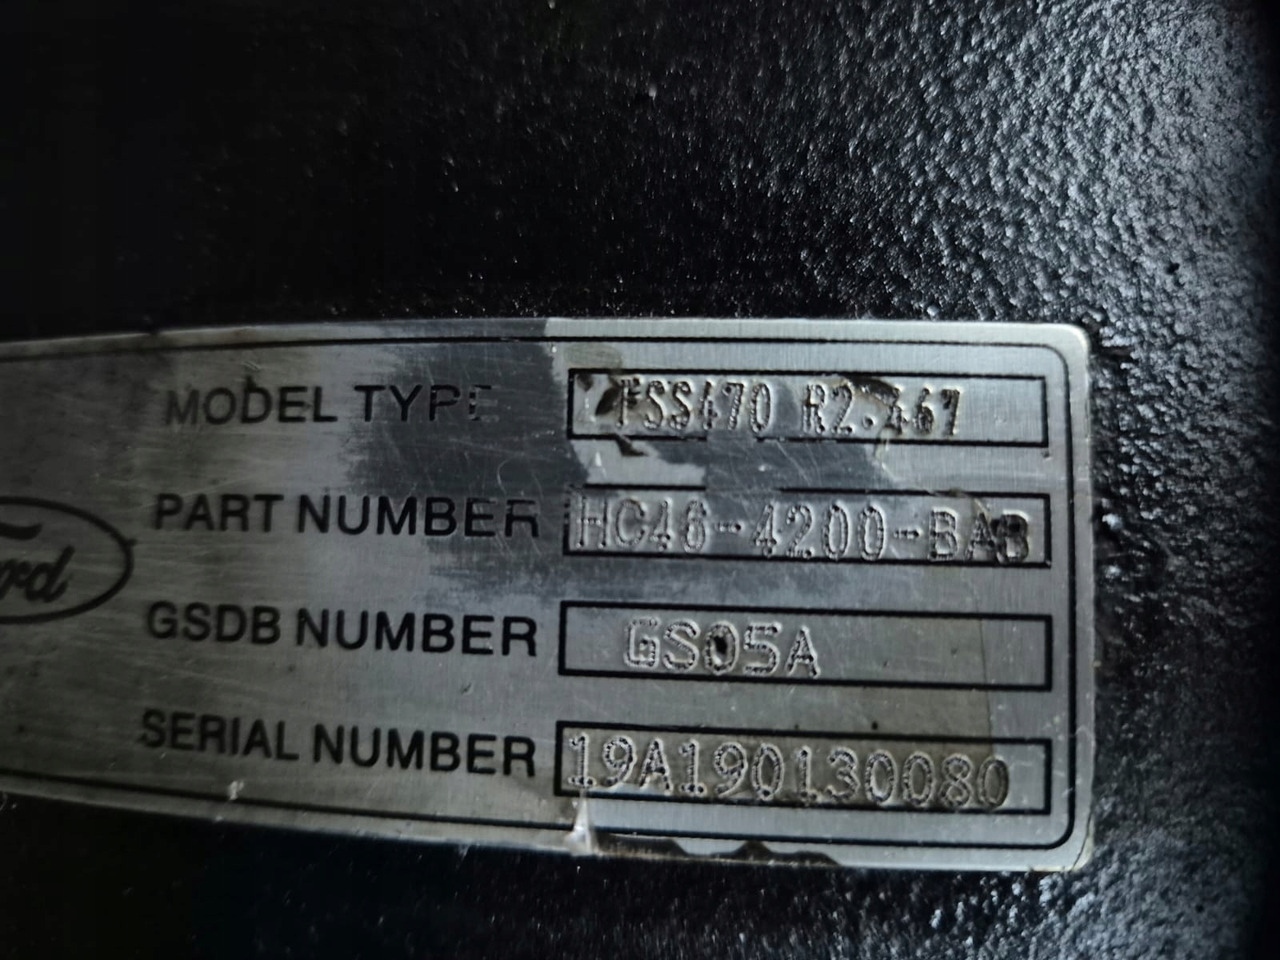 MODEL TYPE FSS470 R2.467
PART NUMBER HC46-4200-BAB
GSDB NUMBER GS05A
SERIAL NUMBER 19A190130080